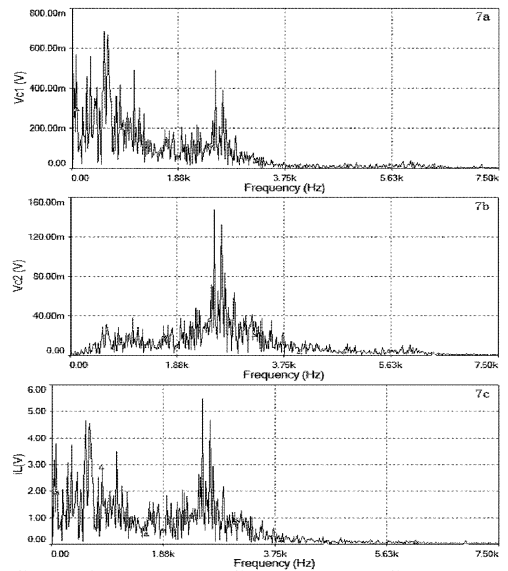 7a
800.00m
600.00m
400.00m
200.00m
0.00
Vc1 (V)
0.00 1.88k 3.75k 5.63k 7.50k
Frequency (Hz)
7b
160.00m
120.00m
80.00m
40.00m
0.00
Vc2 (V)
0.00 1.88k 3.75k 5.63k 7.50k
Frequency (Hz)
7c
6.00
5.00
4.00
3.00
2.00
1.00
0.00
iL(V)
0.00 1.88k 3.75k 5.63k 7.50k
Frequency (Hz)